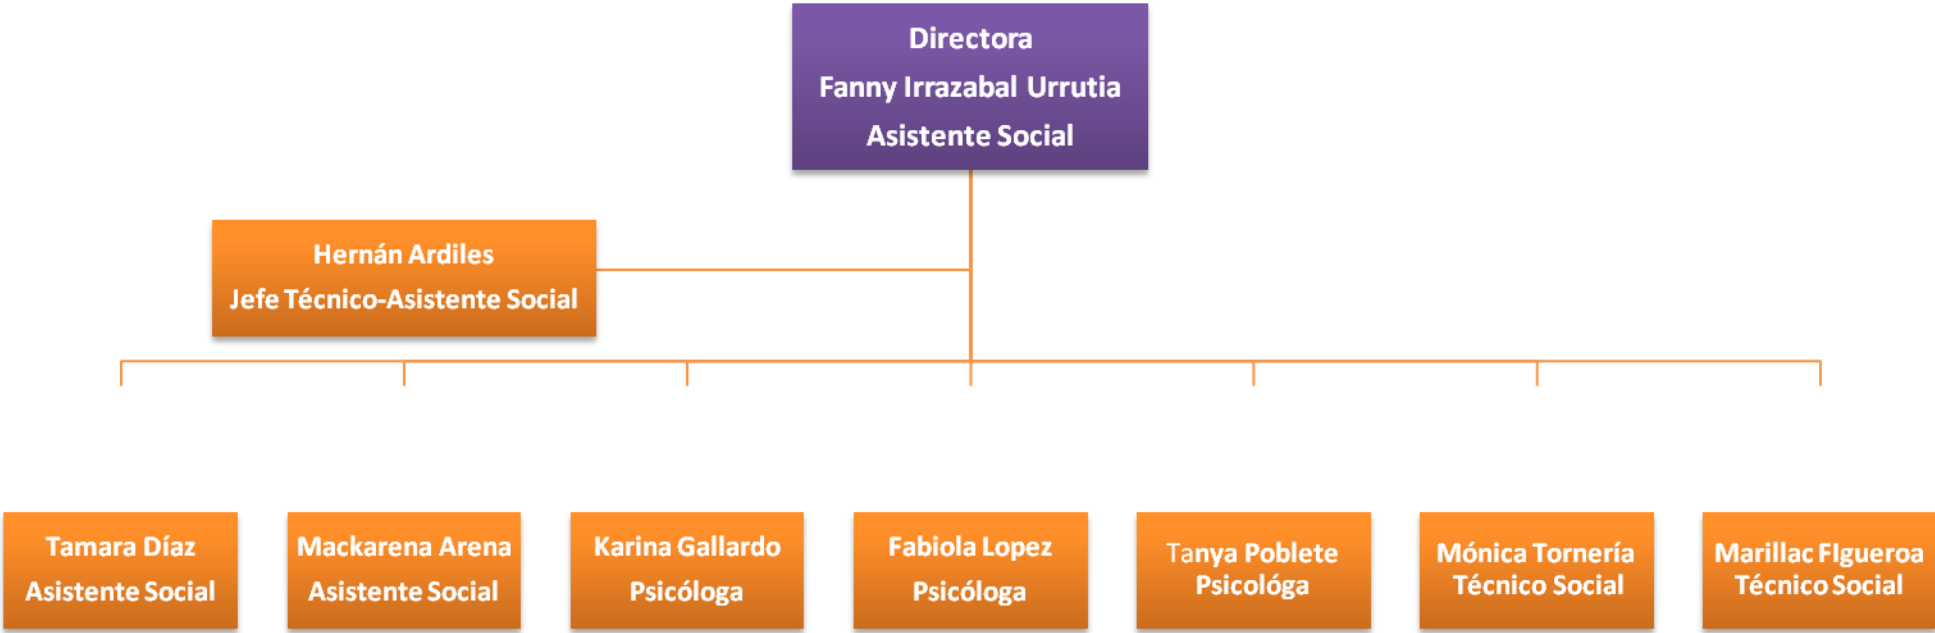 Directora
Fanny Irrazabal Urrutia
Asistente Social
Hernán Ardiles
Jefe Técnico-Asistente Social
Tamara Díaz
Asistente Social
Mackarena Arena
Asistente Social
Karina Gallardo
Psicóloga
Fabiola Lopez
Psicóloga
Tanya Poblete
Psicológa
Mónica Tornería
Técnico Social
Marillac FIgueroa
Técnico Social